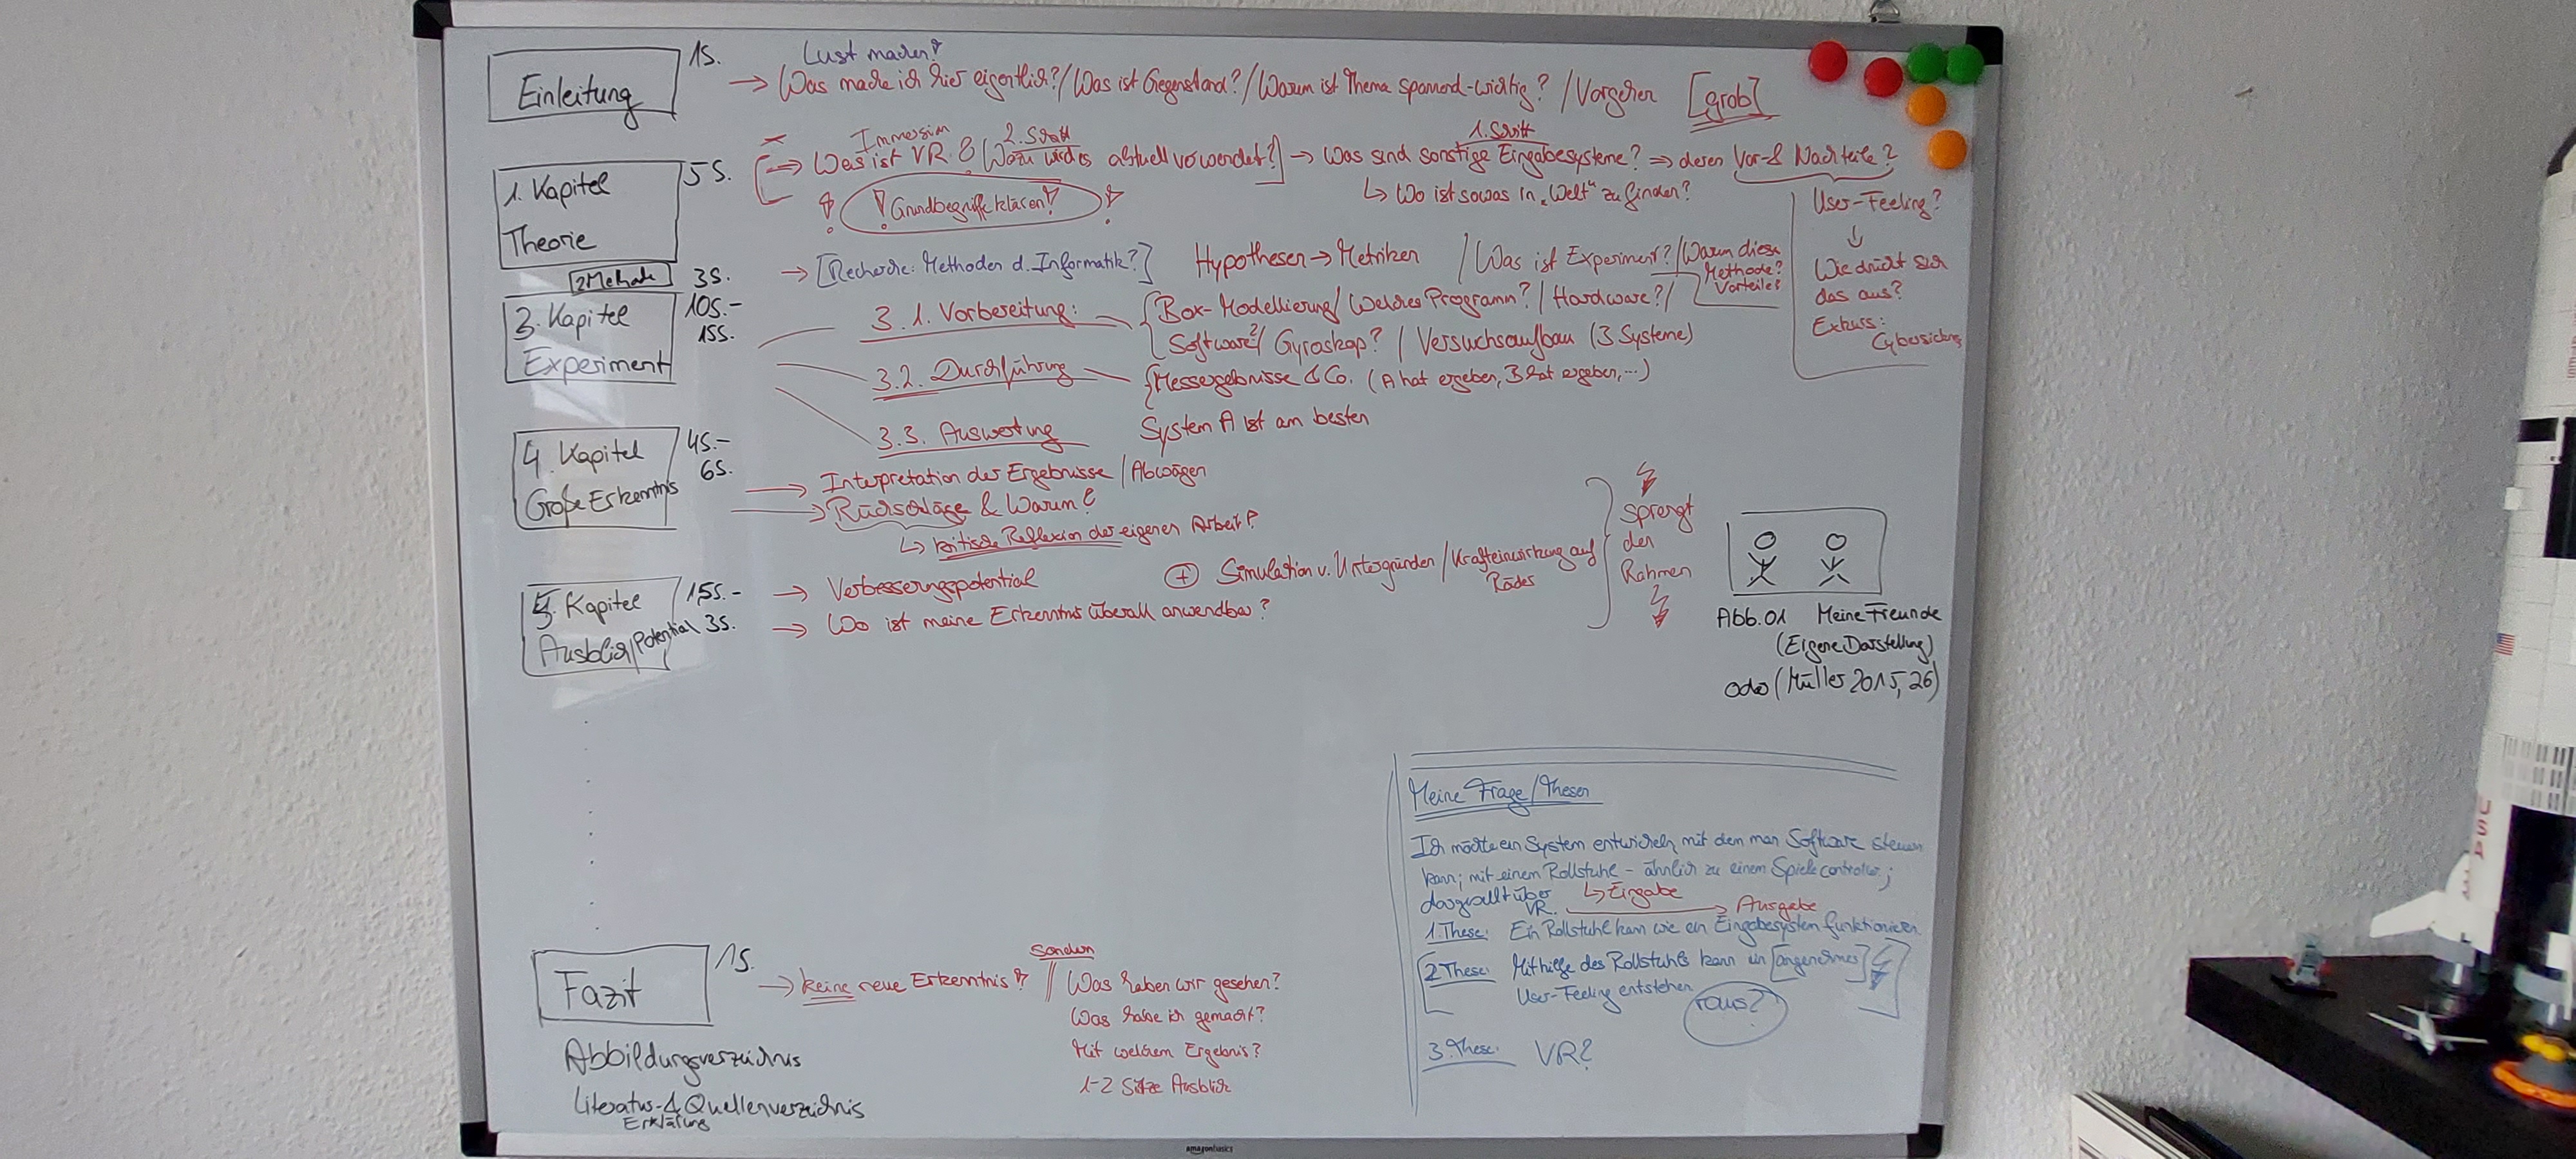 Einleitung
1S.
Lust machen!
→ Was mache ich hier eigentlich?/Was ist Gegenstand?/Warum ist Thema spannend-wichtig? /Vorgehen [grob]
1. Kapitel
Theorie
5S.
Immersion
2. Schritt
1. Schritt
[→ Was ist VR? (Wozu wird es aktuell verwendet?] → Was sind sonstige Eingabesysteme? ⇒ deren Vor- & Nachteile?
! (! Grundbegriffe klären!) !
↳ Wo ist sowas in "Welt" zu finden?
User-Feeling?
↓
Wie drückt sich
das aus?
Exkurs:
2 Methode
3S.
→ [Recherche: Methoden d. Informatik?] Hypothesen → Metriken /Was ist Experiment?/Warum diese
Methode?
Vorteile?
3. Kapitel
Experiment
10S.-
15S.
3.1. Vorbereitung:
Box-Modellierung/ Welches Programm? / Hardware? /
Software?/ Gyroskop? / Versuchsaufbau (3 Systeme)
3.2. Durchführung
Messergebnisse & Co. (A hat ergeben, B hat ergeben,...)
3.3. Auswertung
System A ist am besten
4. Kapitel
Große Erkenntnis
4S.-
6S.
→ Interpretation der Ergebnisse / Abwägen
→ Rückschläge & Warum?
↳ kritische Reflexion der eigenen Arbeit!
5. Kapitel
Ausblick/Potential
1,5S.-
3S.
→ Verbesserungspotential
⊕ Simulation v. Untergründen / Krafteinwirkung auf
Räder
→ Wo ist meine Erkenntnis überall anwendbar?
sprengt
den
Rahmen
Abb. 01 Meine Freunde
(Eigene Darstellung)
oder (Müller 2015, 26)
Meine Frage/Thesen
Ich möchte ein System entwickeln mit dem man Software steuern
kann; mit einem Rollstuhl - ähnlich zu einem Spielecontroller;
dargestellt über
VR.
↳ Eingabe
→ Ausgabe
1. These: Ein Rollstuhl kann wie ein Eingabesystem funktionieren.
2 These: Mithilfe des Rollstuhls kann ein [angenehmes]
User-Feeling entstehen.
raus?
3. These: VR?
Fazit
1S.
→ keine neue Erkenntnis!
sondern
Was haben wir gesehen?
Was habe ich gemacht?
Mit welchem Ergebnis?
1-2 Sätze Ausblick
Abbildungsverzeichnis
Literatur- & Quellenverzeichnis
Erklärung
amazonbasics
USA